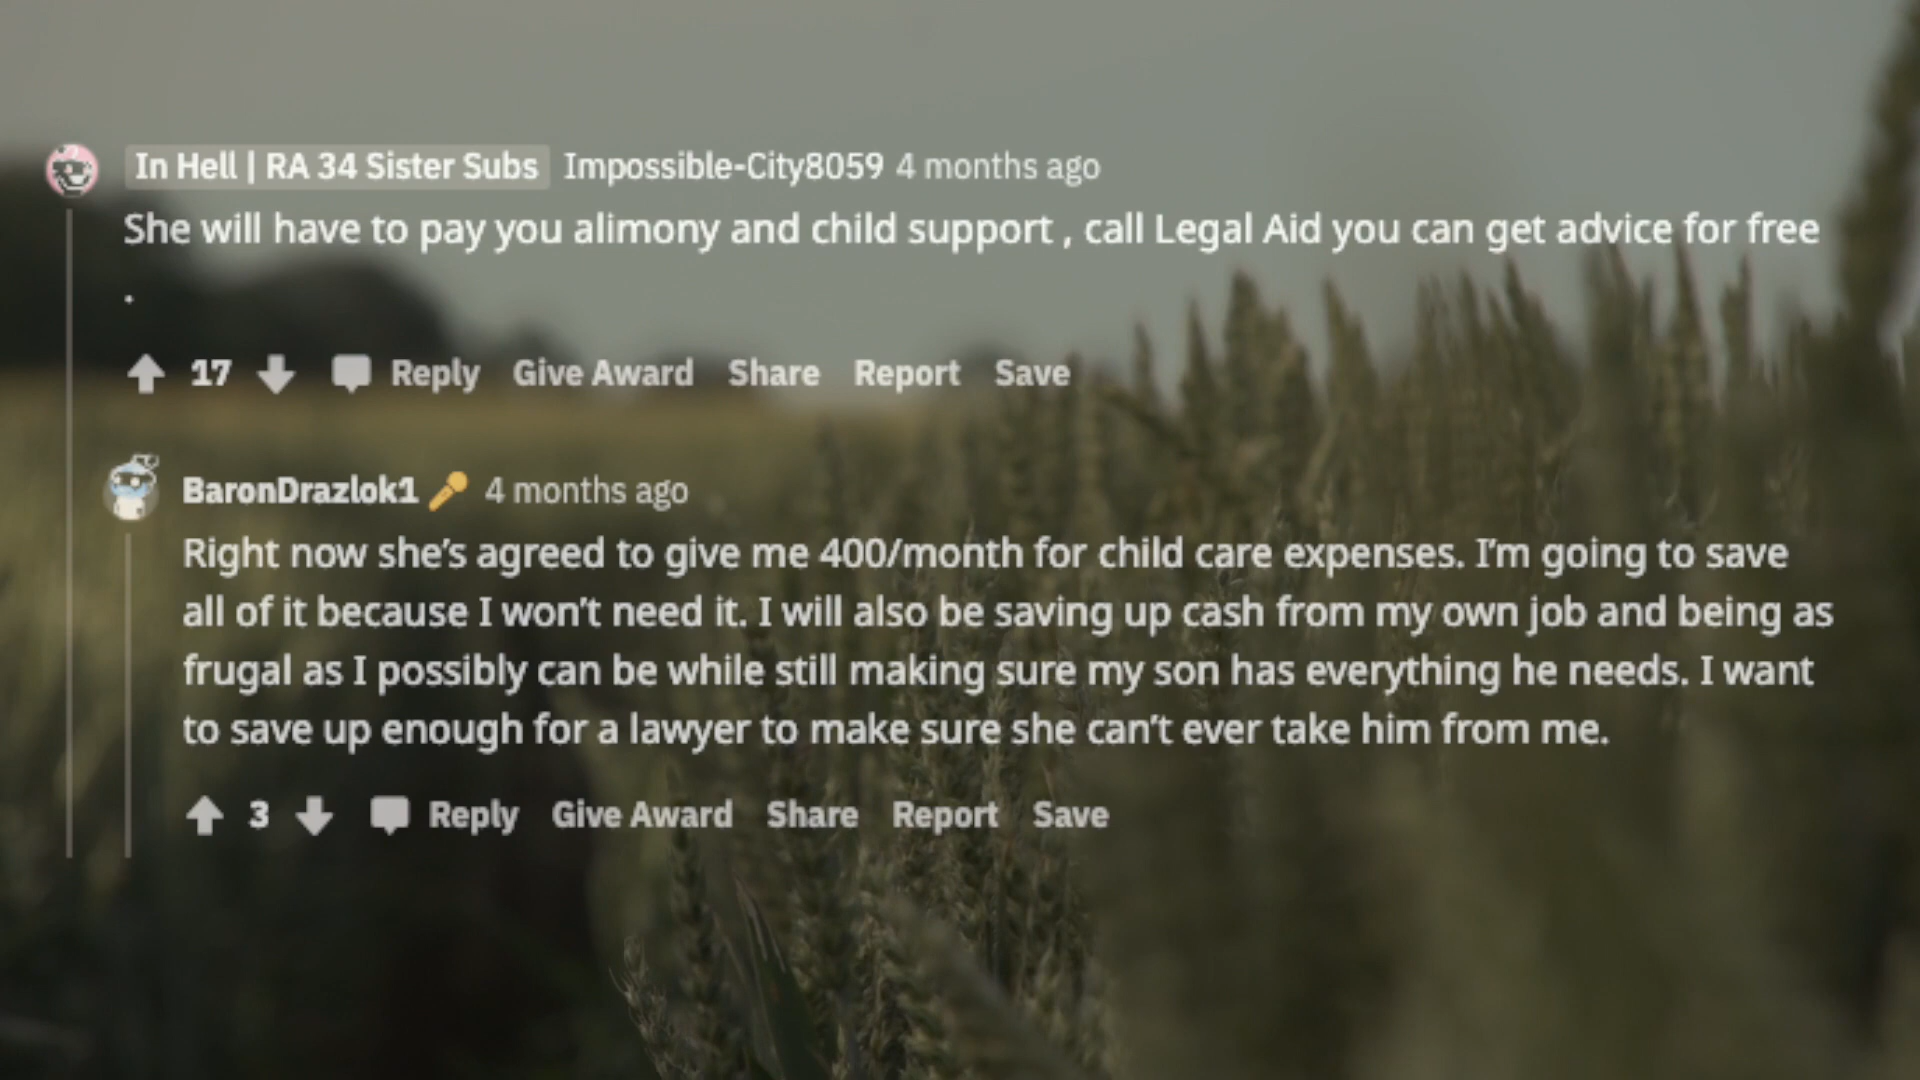 In Hell | RA 34 Sister Subs Impossible-City8059 4 months ago
She will have to pay you alimony and child support , call Legal Aid you can get advice for free
.
17 Reply Give Award Share Report Save
BaronDrazlok1 4 months ago
Right now she's agreed to give me 400/month for child care expenses. I'm going to save
all of it because I won't need it. I will also be saving up cash from my own job and being as
frugal as I possibly can be while still making sure my son has everything he needs. I want
to save up enough for a lawyer to make sure she can't ever take him from me.
3 Reply Give Award Share Report Save